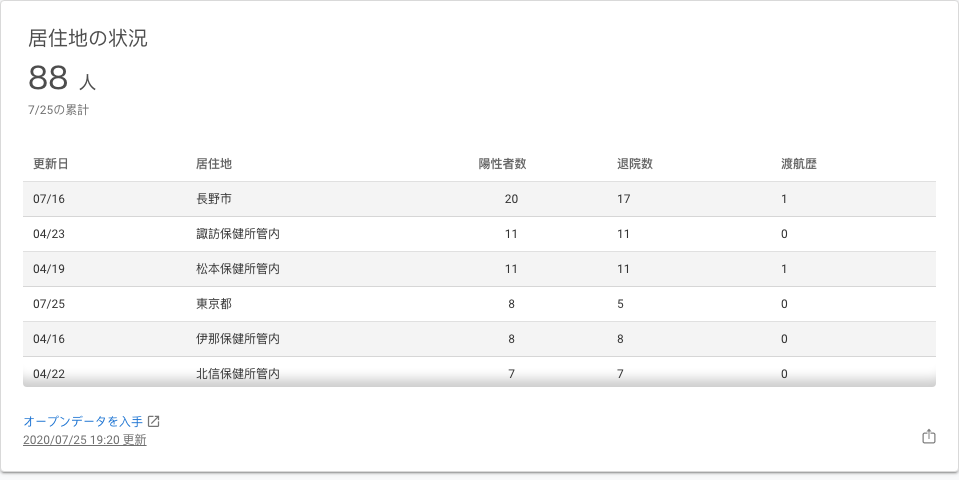 居住地の状況
88 人
7/25の累計
更新日 居住地 陽性者数 退院数 渡航歴
07/16 長野市 20 17 1
04/23 諏訪保健所管内 11 11 0
04/19 松本保健所管内 11 11 1
07/25 東京都 8 5 0
04/16 伊那保健所管内 8 8 0
04/22 北信保健所管内 7 7 0
オープンデータを入手
2020/07/25 19:20 更新